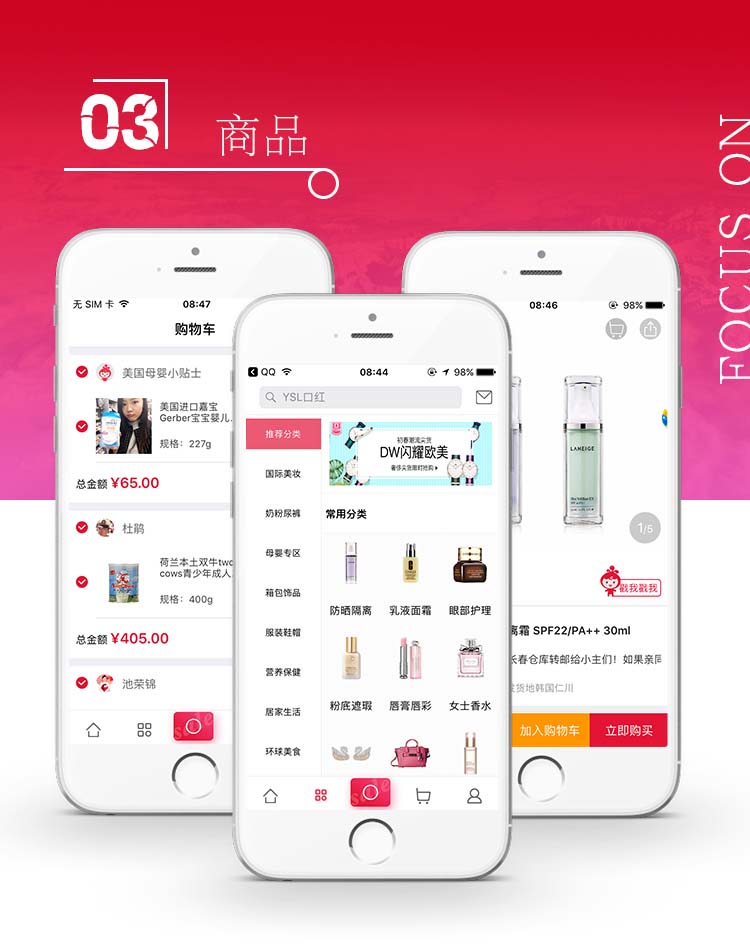 03
商品
FOCUS ON
无 SIM 卡
08:47
购物车
美国母婴小贴士
美国进口嘉宝
Gerber宝宝婴儿
规格：227g
总金额 ¥65.00
杜鹃
荷兰本土双牛two
cows青少年成人
规格：400g
总金额 ¥405.00
池荣锦
QQ
08:44
98%
YSL口红
推荐分类
国际美妆
奶粉尿裤
母婴专区
箱包饰品
服装鞋帽
营养保健
居家生活
环球美食
初春潮流尖货
DW闪耀欧美
奢侈尖货限时抢购
常用分类
防晒隔离
乳液面霜
眼部护理
粉底遮瑕
唇膏唇彩
女士香水
08:46
98%
LANEIGE
1/5
戳我戳我
离霜 SPF22/PA++ 30ml
长春仓库转邮给小主们！如果亲同
发货地韩国仁川
加入购物车
立即购买